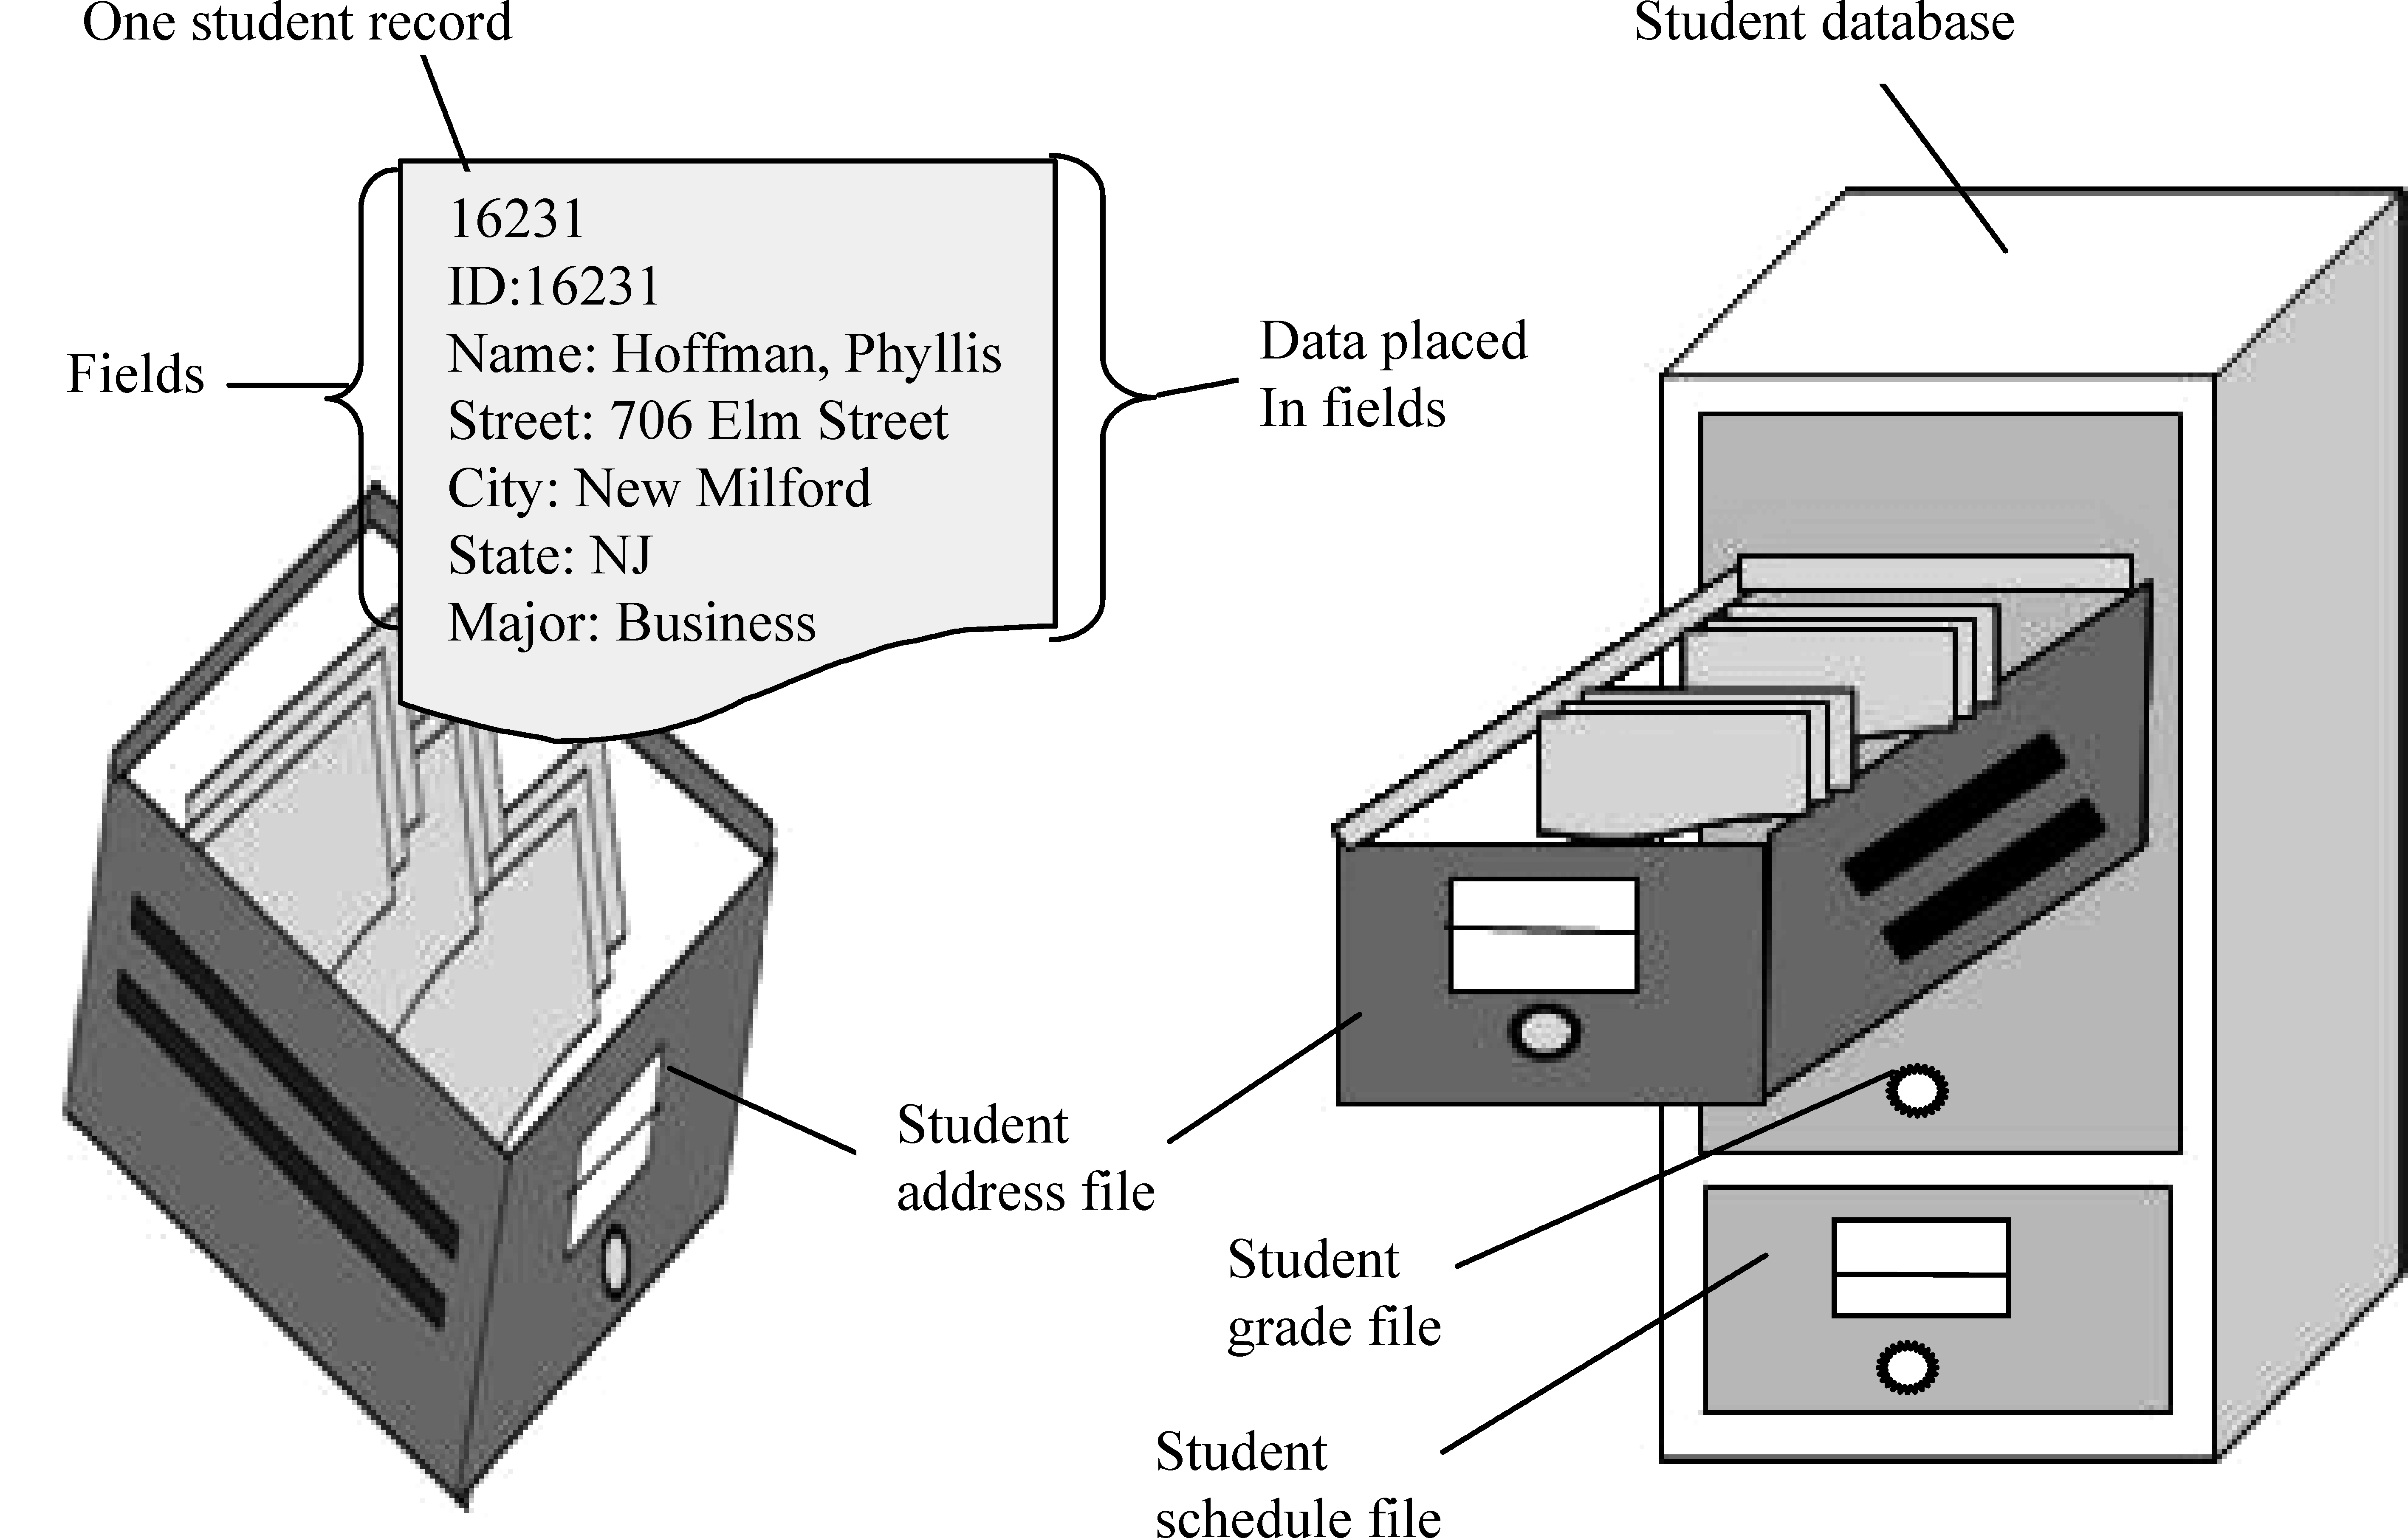 One student record
Student database
16231
ID:16231
Name: Hoffman, Phyllis
Street: 706 Elm Street
City: New Milford
State: NJ
Major: Business
Fields
Data placed
In fields
Student
address file
Student
grade file
Student
schedule file